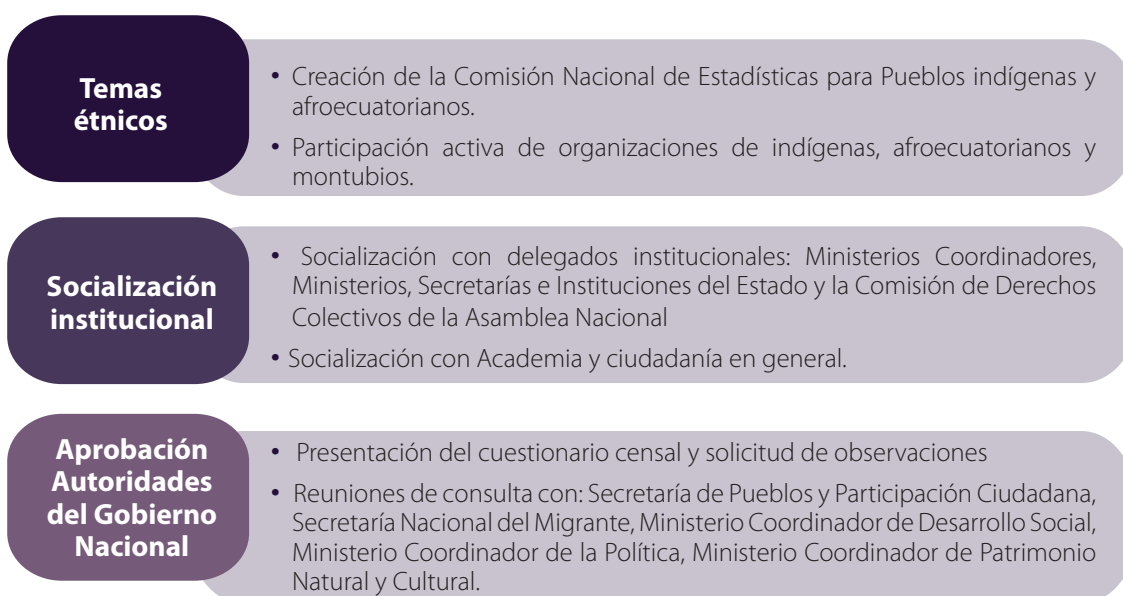 Temas
étnicos
• Creación de la Comisión Nacional de Estadísticas para Pueblos indígenas y
afroecuatorianos.
• Participación activa de organizaciones de indígenas, afroecuatorianos y
montubios.
Socialización
institucional
• Socialización con delegados institucionales: Ministerios Coordinadores,
Ministerios, Secretarías e Instituciones del Estado y la Comisión de Derechos
Colectivos de la Asamblea Nacional
• Socialización con Academia y ciudadanía en general.
Aprobación
Autoridades
del Gobierno
Nacional
• Presentación del cuestionario censal y solicitud de observaciones
• Reuniones de consulta con: Secretaría de Pueblos y Participación Ciudadana,
Secretaría Nacional del Migrante, Ministerio Coordinador de Desarrollo Social,
Ministerio Coordinador de la Política, Ministerio Coordinador de Patrimonio
Natural y Cultural.